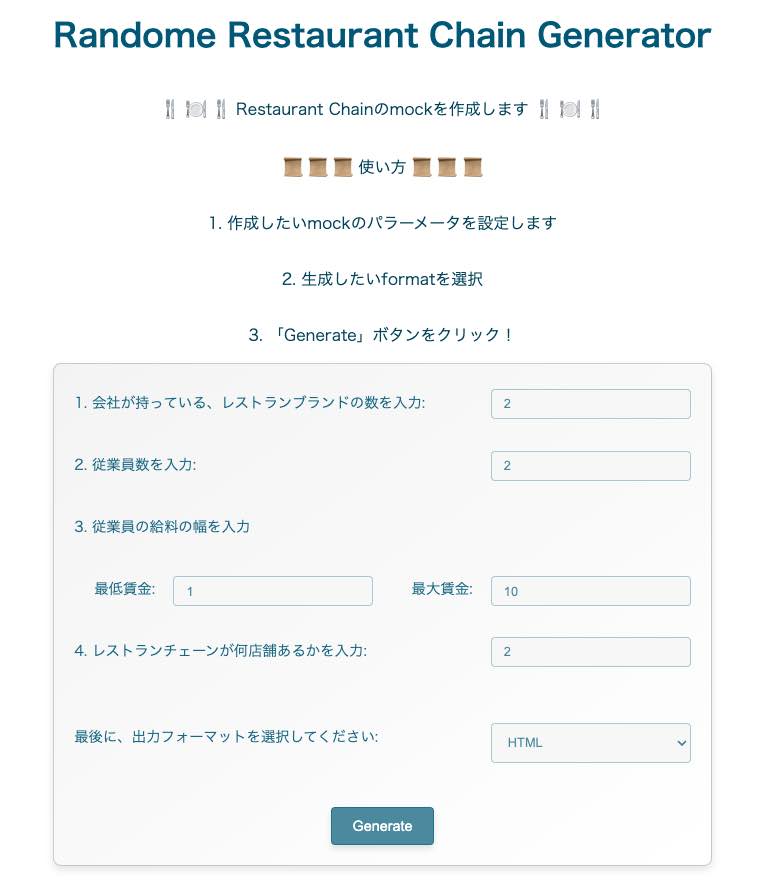 Randome Restaurant Chain Generator
🍴 🍽 🍴 Restaurant Chainのmockを作成します 🍴 🍽 🍴
📜 📜 📜 使い方 📜 📜 📜
1. 作成したいmockのパラーメータを設定します
2. 生成したいformatを選択
3. 「Generate」ボタンをクリック！
1. 会社が持っている、レストランブランドの数を入力: 2
2. 従業員数を入力: 2
3. 従業員の給料の幅を入力
最低賃金: 1 最大賃金: 10
4. レストランチェーンが何店舗あるかを入力: 2
最後に、出力フォーマットを選択してください: HTML
Generate